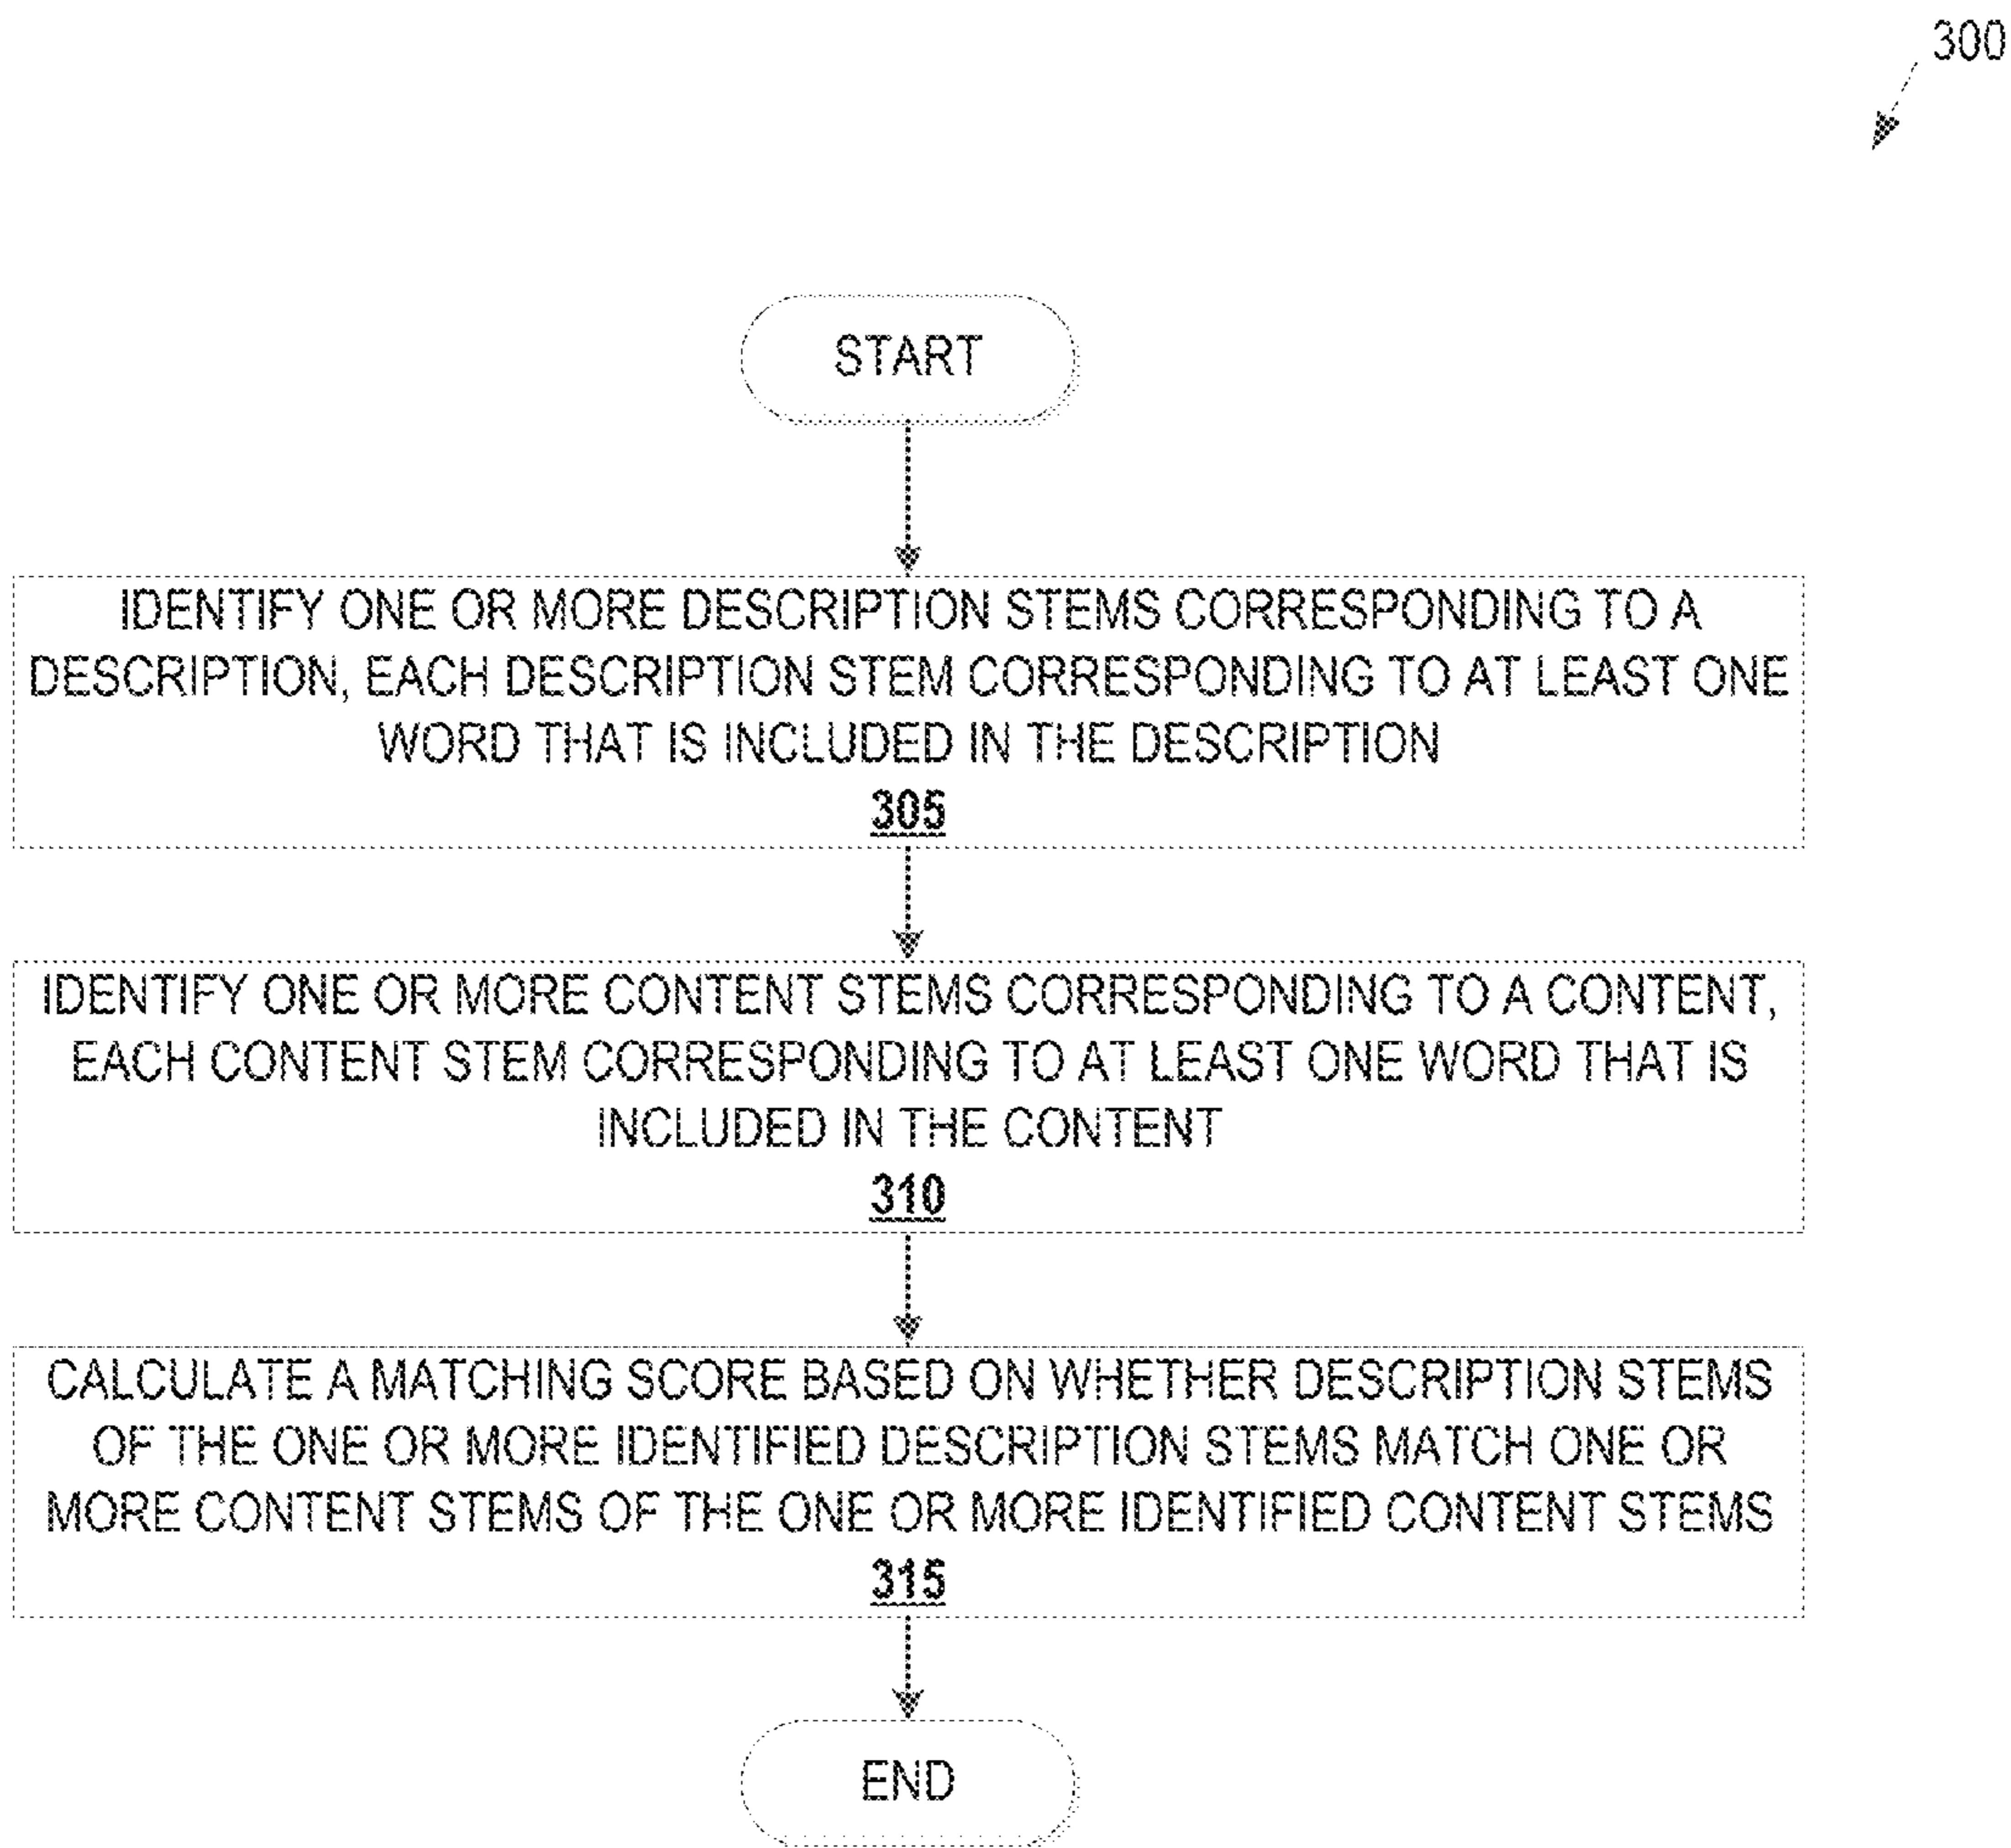 300
START
IDENTIFY ONE OR MORE DESCRIPTION STEMS CORRESPONDING TO A
DESCRIPTION, EACH DESCRIPTION STEM CORRESPONDING TO AT LEAST ONE
WORD THAT IS INCLUDED IN THE DESCRIPTION
305
IDENTIFY ONE OR MORE CONTENT STEMS CORRESPONDING TO A CONTENT,
EACH CONTENT STEM CORRESPONDING TO AT LEAST ONE WORD THAT IS
INCLUDED IN THE CONTENT
310
CALCULATE A MATCHING SCORE BASED ON WHETHER DESCRIPTION STEMS
OF THE ONE OR MORE IDENTIFIED DESCRIPTION STEMS MATCH ONE OR
MORE CONTENT STEMS OF THE ONE OR MORE IDENTIFIED CONTENT STEMS
315
END